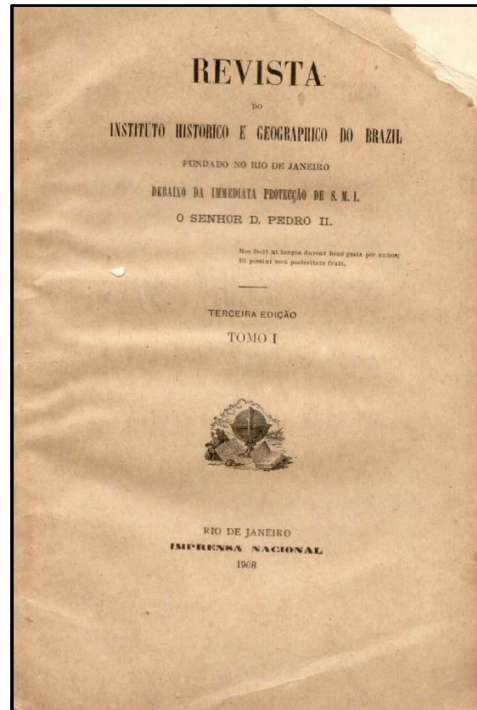 REVISTA
DO
INSTITUTO HISTORICO E GEOGRAPHICO DO BRAZIL
FUNDADO NO RIO DE JANEIRO
DEBAIXO DA IMMEDIATA PROTECÇÃO DE S. M. I.
O SENHOR D. PEDRO II.
Hoc facit ut longos durent bene gesta per annos;
Et possint sera posteritate frui.
TERCEIRA EDIÇÃO
TOMO I
RIO DE JANEIRO
IMPRENSA NACIONAL
1908